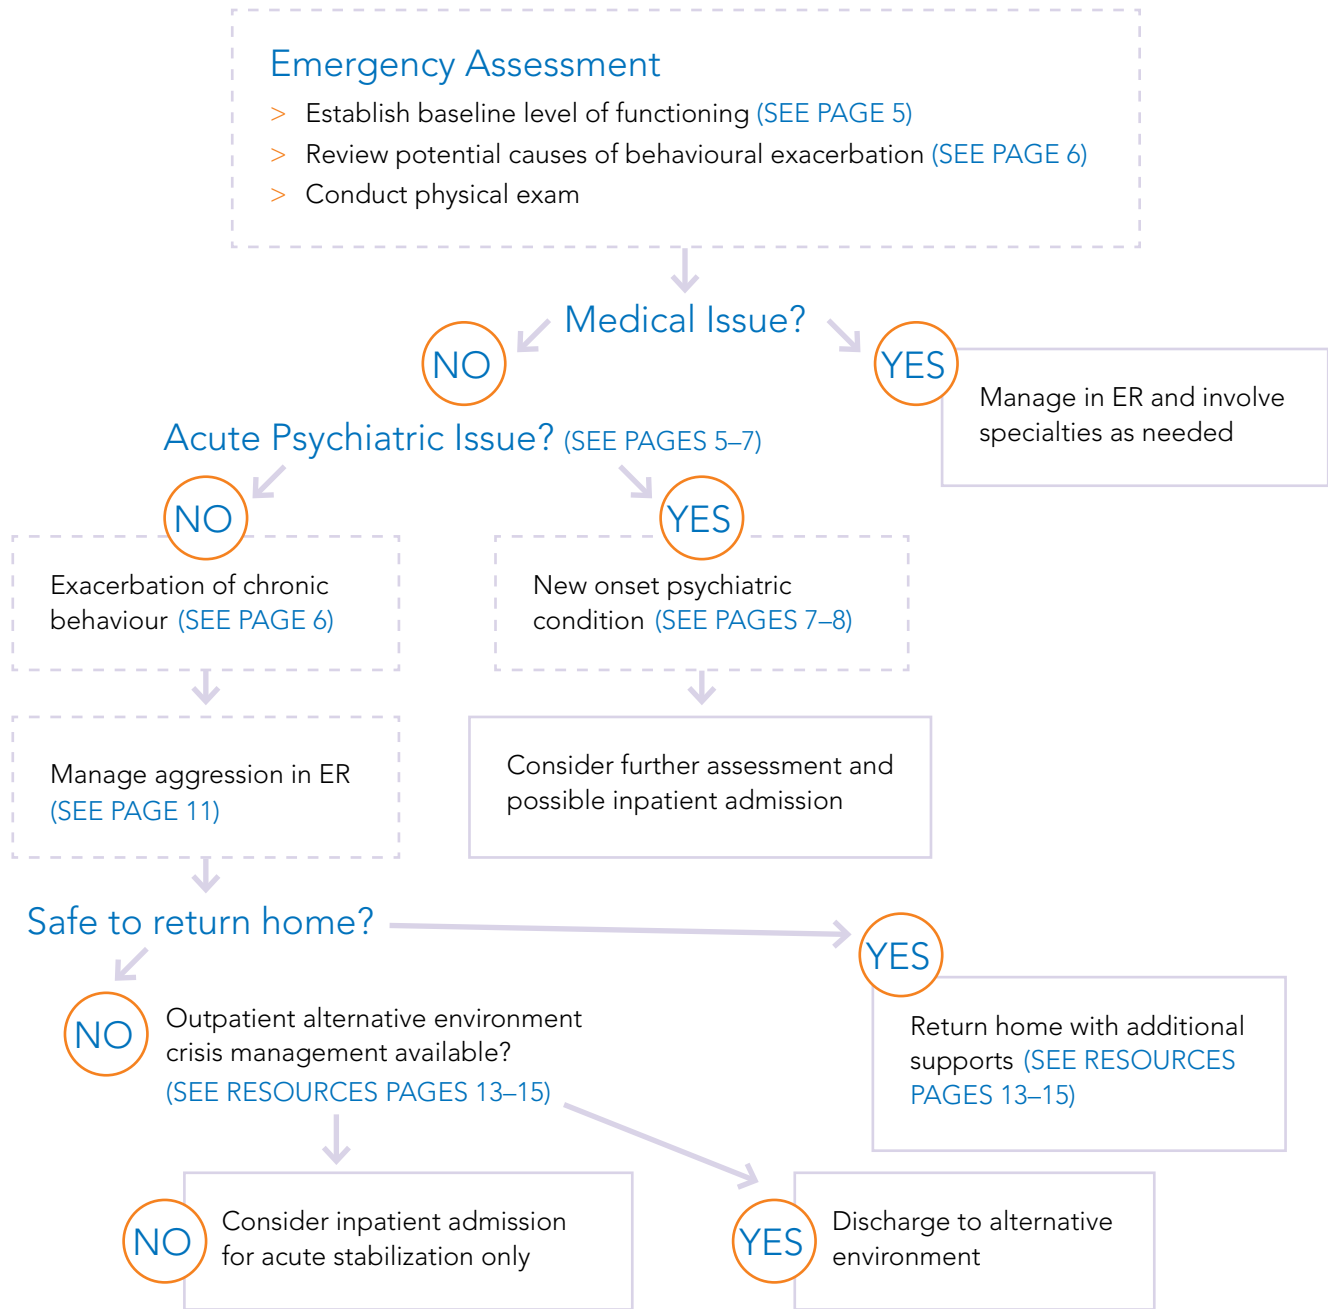 Emergency Assessment
> Establish baseline level of functioning (SEE PAGE 5)
> Review potential causes of behavioural exacerbation (SEE PAGE 6)
> Conduct physical exam
Medical Issue?
NO
YES
Manage in ER and involve
specialties as needed
Acute Psychiatric Issue? (SEE PAGES 5–7)
NO
YES
Exacerbation of chronic
behaviour (SEE PAGE 6)
New onset psychiatric
condition (SEE PAGES 7–8)
Manage aggression in ER
(SEE PAGE 11)
Consider further assessment and
possible inpatient admission
Safe to return home?
YES
Return home with additional
supports (SEE RESOURCES
PAGES 13–15)
NO
Outpatient alternative environment
crisis management available?
(SEE RESOURCES PAGES 13–15)
NO
Consider inpatient admission
for acute stabilization only
YES
Discharge to alternative
environment